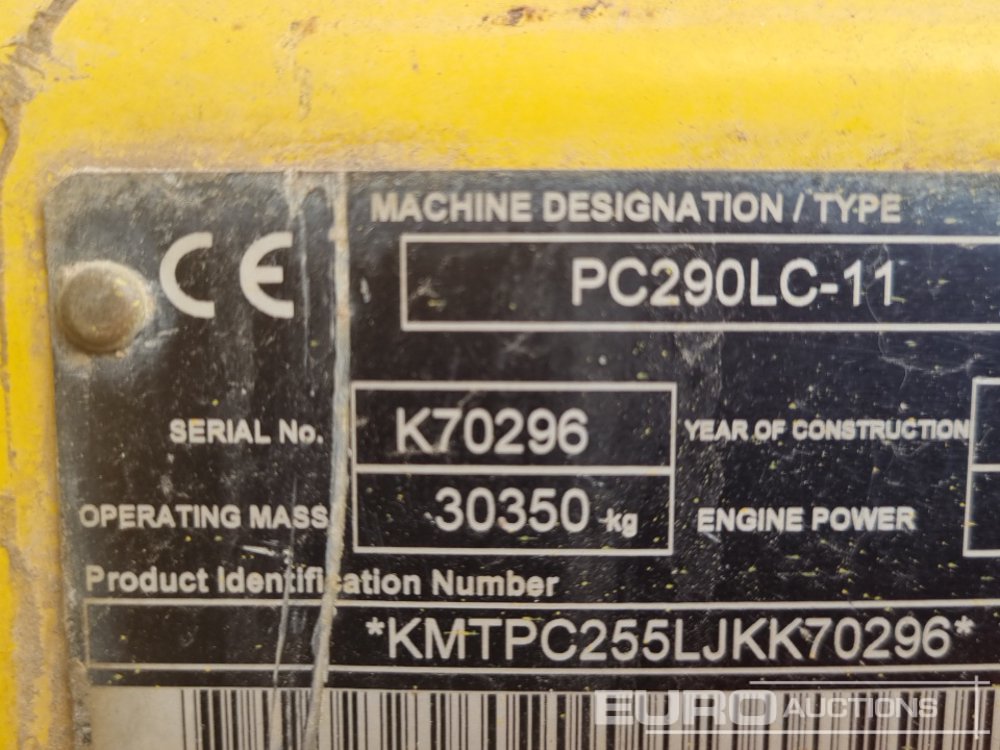 MACHINE DESIGNATION / TYPE
CE
PC290LC-11
SERIAL No. K70296 YEAR OF CONSTRUCTION
OPERATING MASS 30350 kg ENGINE POWER
Product Identification Number
*KMTPC255LJKK70296*
EURO AUCTIONS